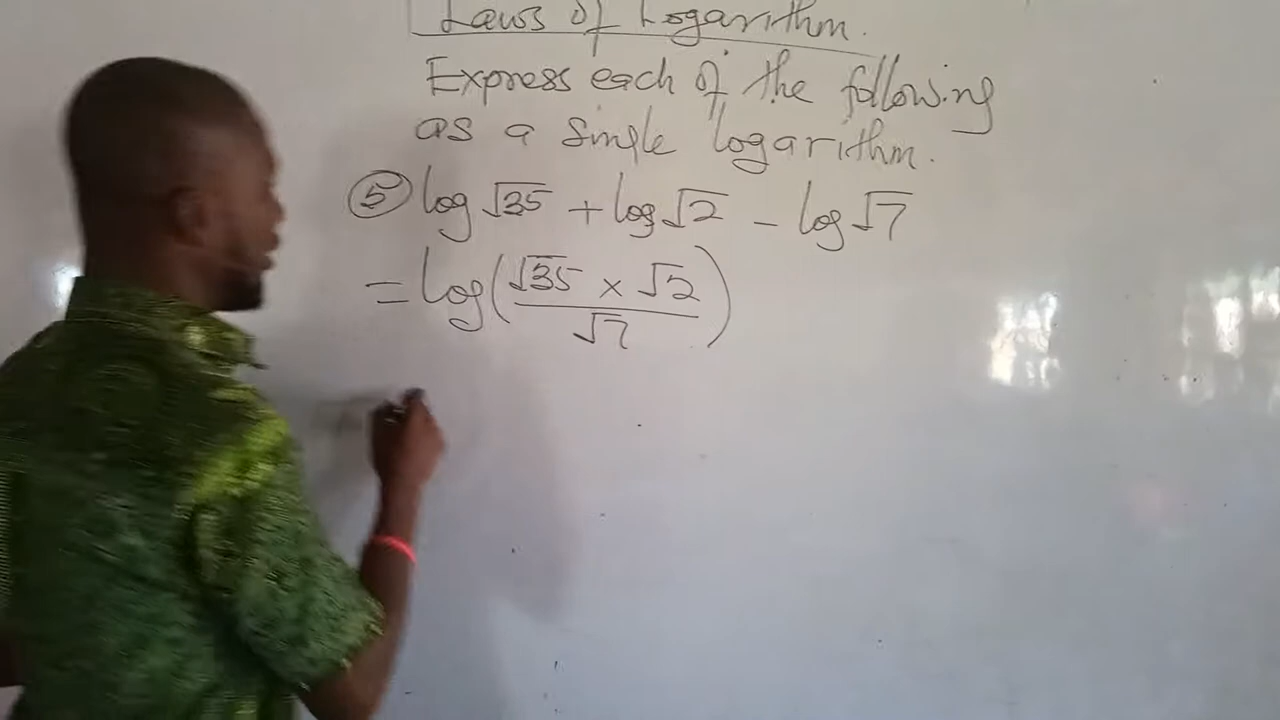 Laws of Logarithm.
Express each of the following
as a single logarithm.
⑤ log √35 + log √2 - log √7
= log(√35 × √2 / √7)